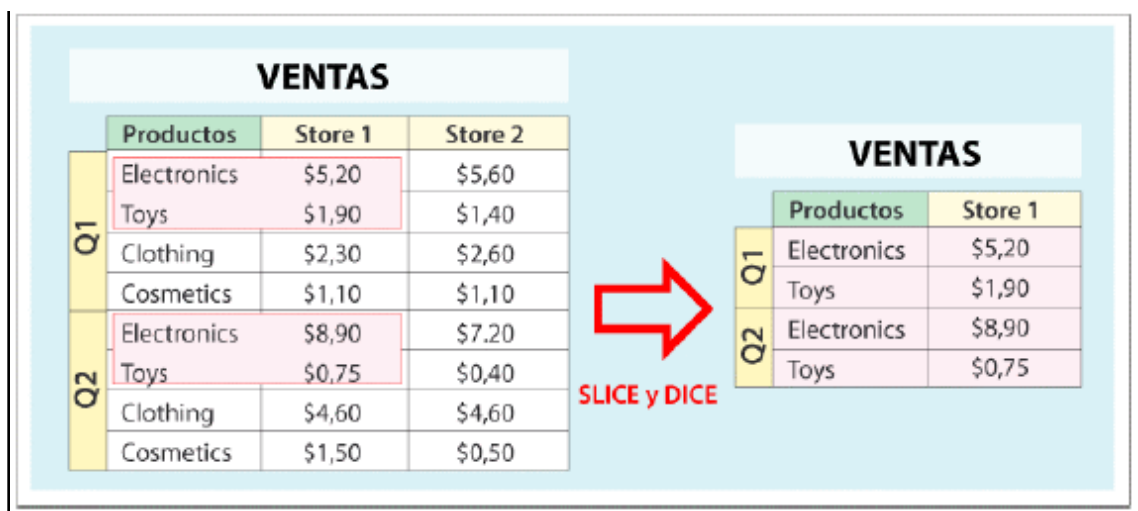 VENTAS
Productos Store 1 Store 2
Q1
Electronics $5,20 $5,60
Toys $1,90 $1,40
Clothing $2,30 $2,60
Cosmetics $1,10 $1,10
Q2
Electronics $8,90 $7.20
Toys $0,75 $0,40
Clothing $4,60 $4,60
Cosmetics $1,50 $0,50
SLICE y DICE
VENTAS
Productos Store 1
Q1
Electronics $5,20
Toys $1,90
Q2
Electronics $8,90
Toys $0,75